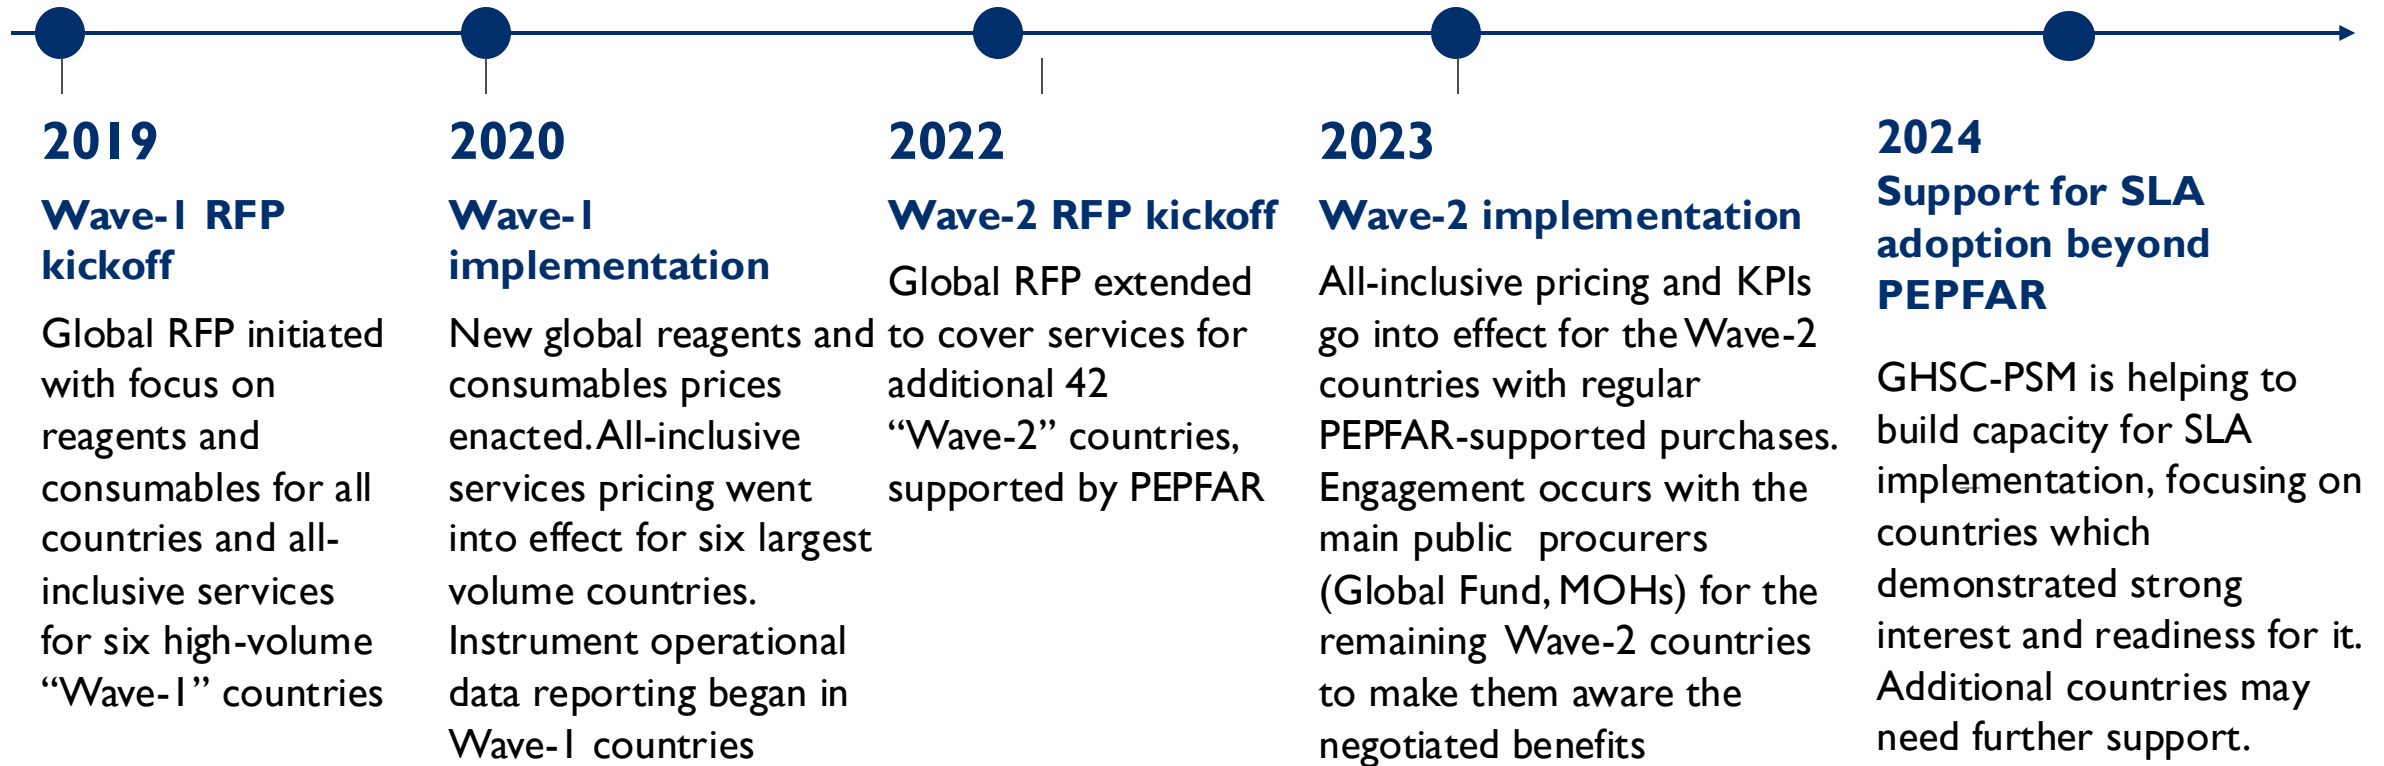 2019
Wave-1 RFP
kickoff
Global RFP initiated
with focus on
reagents and
consumables for all
countries and all-
inclusive services
for six high-volume
“Wave-1” countries
2020
Wave-1
implementation
New global reagents and
consumables prices
enacted. All-inclusive
services pricing went
into effect for six largest
volume countries.
Instrument operational
data reporting began in
Wave-1 countries
2022
Wave-2 RFP kickoff
Global RFP extended
to cover services for
additional 42
“Wave-2” countries,
supported by PEPFAR
2023
Wave-2 implementation
All-inclusive pricing and KPIs
go into effect for the Wave-2
countries with regular
PEPFAR-supported purchases.
Engagement occurs with the
main public procurers
(Global Fund, MOHs) for the
remaining Wave-2 countries
to make them aware the
negotiated benefits
2024
Support for SLA
adoption beyond
PEPFAR
GHSC-PSM is helping to
build capacity for SLA
implementation, focusing on
countries which
demonstrated strong
interest and readiness for it.
Additional countries may
need further support.